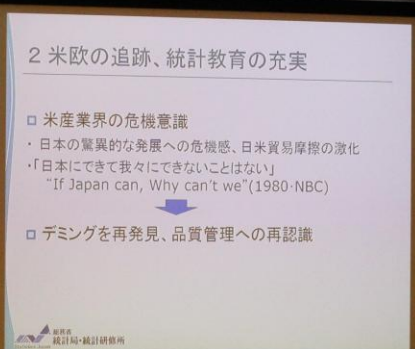 2 米欧の追跡、統計教育の充実
□ 米産業界の危機意識
・ 日本の驚異的な発展への危機感、日米貿易摩擦の激化
・「日本にできて我々にできないことはない」
“If Japan can, Why can't we”(1980·NBC)
□ デミングを再発見、品質管理への再認識
総務省
統計局・統計研修所